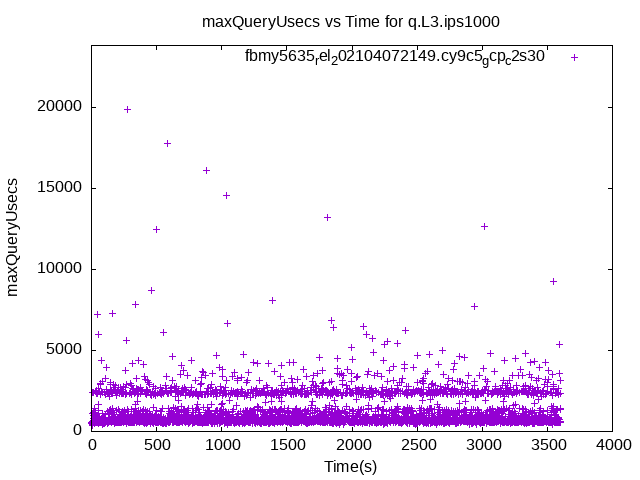 maxQueryUsecs vs Time for q.L3.ips1000
fbmy5635rel202104072149.cy9c5gcpc2s30
20000
15000
10000
5000
0
maxQueryUsecs
0 500 1000 1500 2000 2500 3000 3500 4000
Time(s)